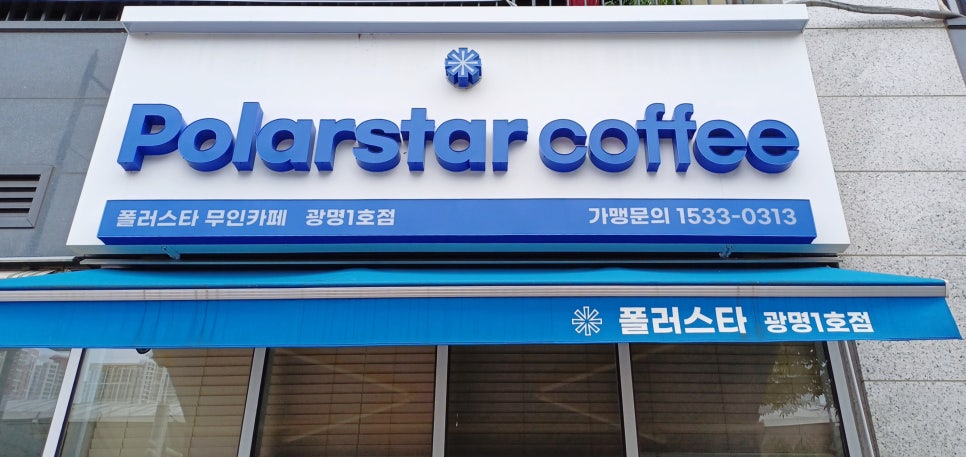 Polarstar coffee
폴러스타 무인카페 광명1호점 가맹문의 1533-0313
폴러스타 광명1호점